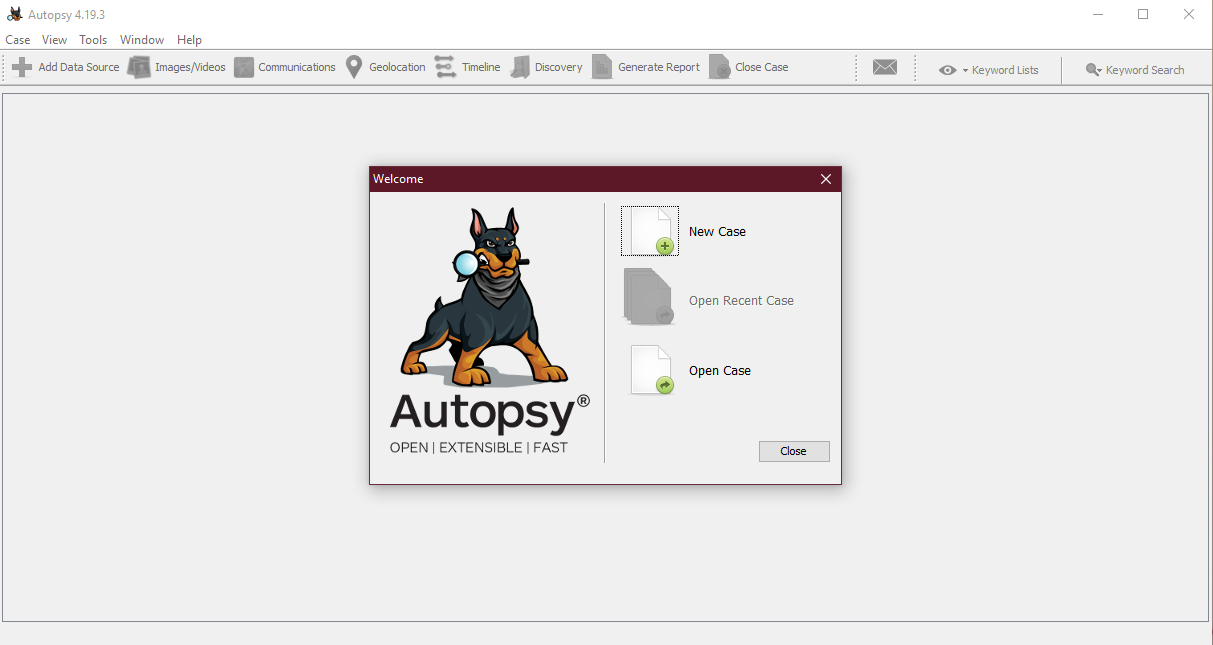 Autopsy 4.19.3
Case View Tools Window Help
Add Data Source Images/Videos Communications Geolocation Timeline Discovery Generate Report Close Case Keyword Lists Keyword Search
Welcome
New Case
Open Recent Case
Open Case
Autopsy®
OPEN | EXTENSIBLE | FAST
Close